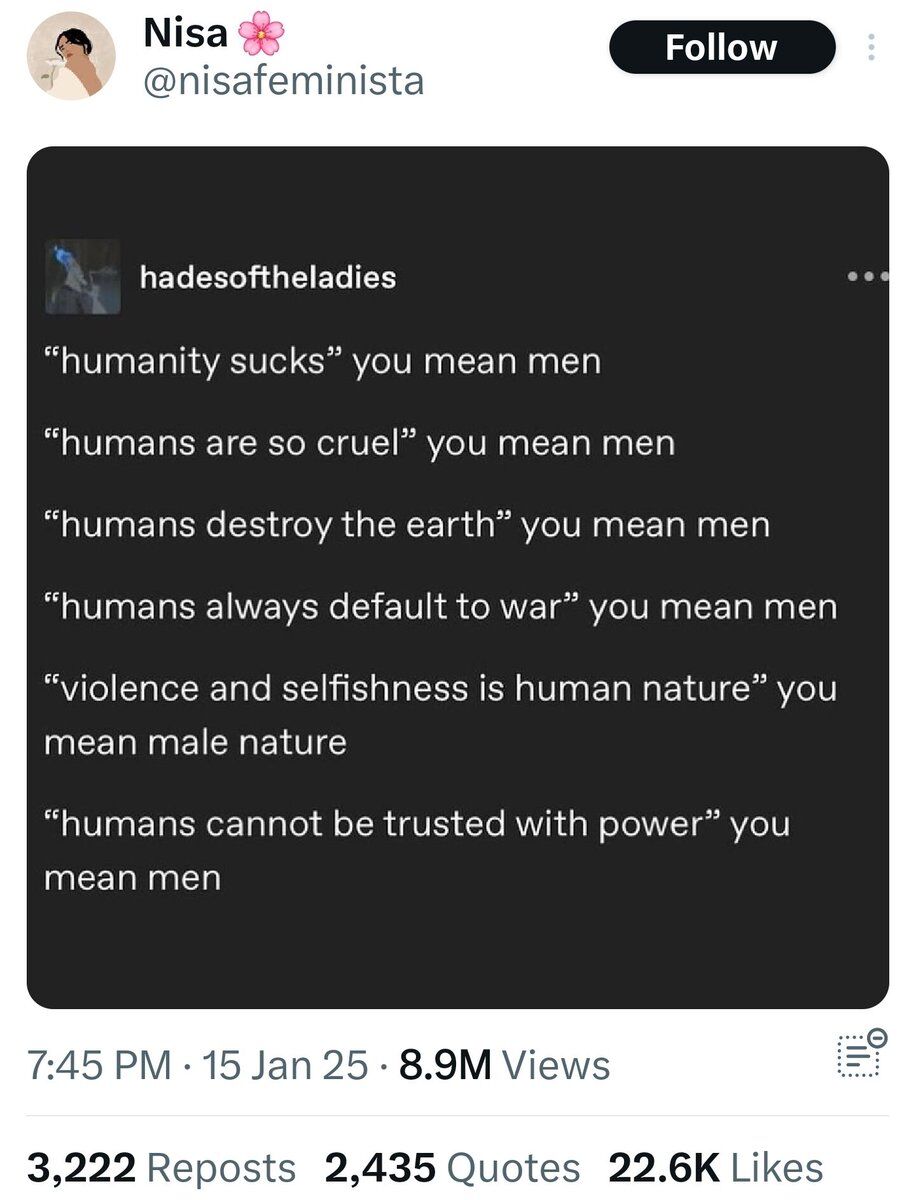 Nisa 🌸
@nisafeminista
Follow
hadesoftheladies
“humanity sucks” you mean men
“humans are so cruel” you mean men
“humans destroy the earth” you mean men
“humans always default to war” you mean men
“violence and selfishness is human nature” you
mean male nature
“humans cannot be trusted with power” you
mean men
7:45 PM · 15 Jan 25 · 8.9M Views
3,222 Reposts 2,435 Quotes 22.6K Likes